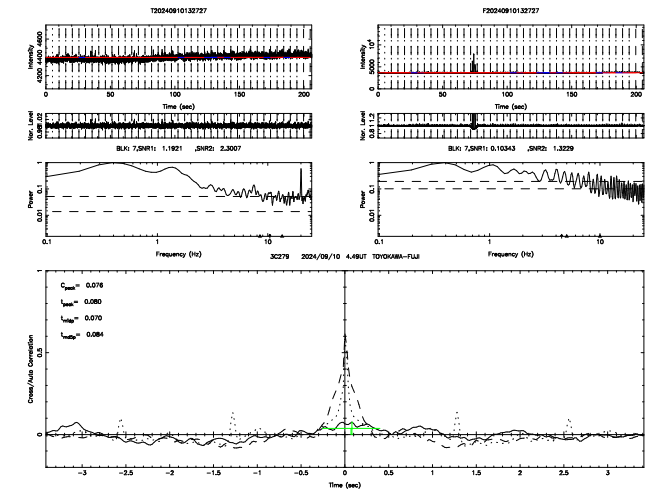 T20240910132727
F20240910132727
Intensity
4200 4400 4600
0 50 100 150 200
Time (sec)
Intensity
0 5000 10^4
0 50 100 150 200
Time (sec)
Nor. Level
Nor. Level
0.8 1 1.2
BLK: 7,SNR1: 1.1921 ,SNR2: 2.3007
BLK: 7,SNR1: 0.10343 ,SNR2: 1.3229
Power
0.01 0.1 1
0.1 1 10
Frequency (Hz)
Power
0.01 0.1 1
0.1 1 10
Frequency (Hz)
3C279 2024/09/10 4.49UT TOYOKAWA-FUJI
Cross/Auto Correlation
0 0.5 1
C_peak= 0.076
t_peak= 0.080
t_midp= 0.070
t_mdop= 0.084
-3 -2.5 -2 -1.5 -1 -0.5 0 0.5 1 1.5 2 2.5 3
Time (sec)